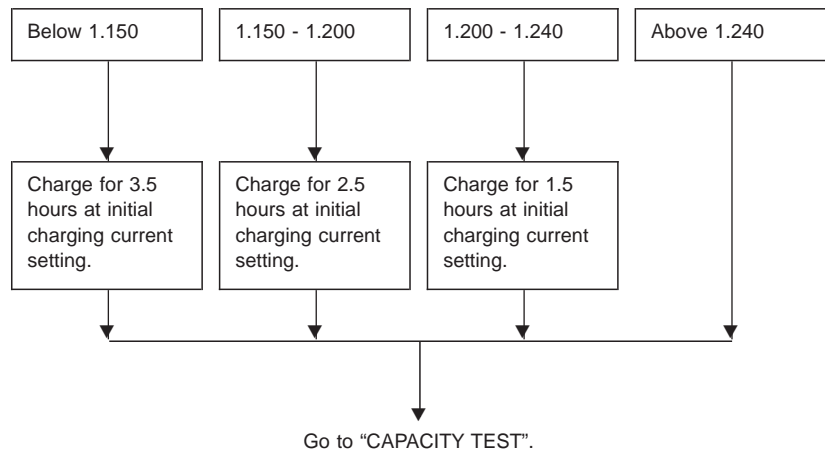 Below 1.150
1.150 - 1.200
1.200 - 1.240
Above 1.240
Charge for 3.5
hours at initial
charging current
setting.
Charge for 2.5
hours at initial
charging current
setting.
Charge for 1.5
hours at initial
charging current
setting.
Go to “CAPACITY TEST”.